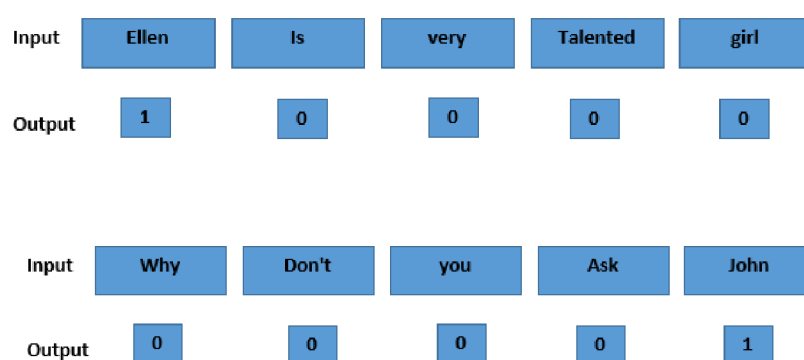 Input Ellen Is very Talented girl
Output 1 0 0 0 0
Input Why Don't you Ask John
Output 0 0 0 0 1